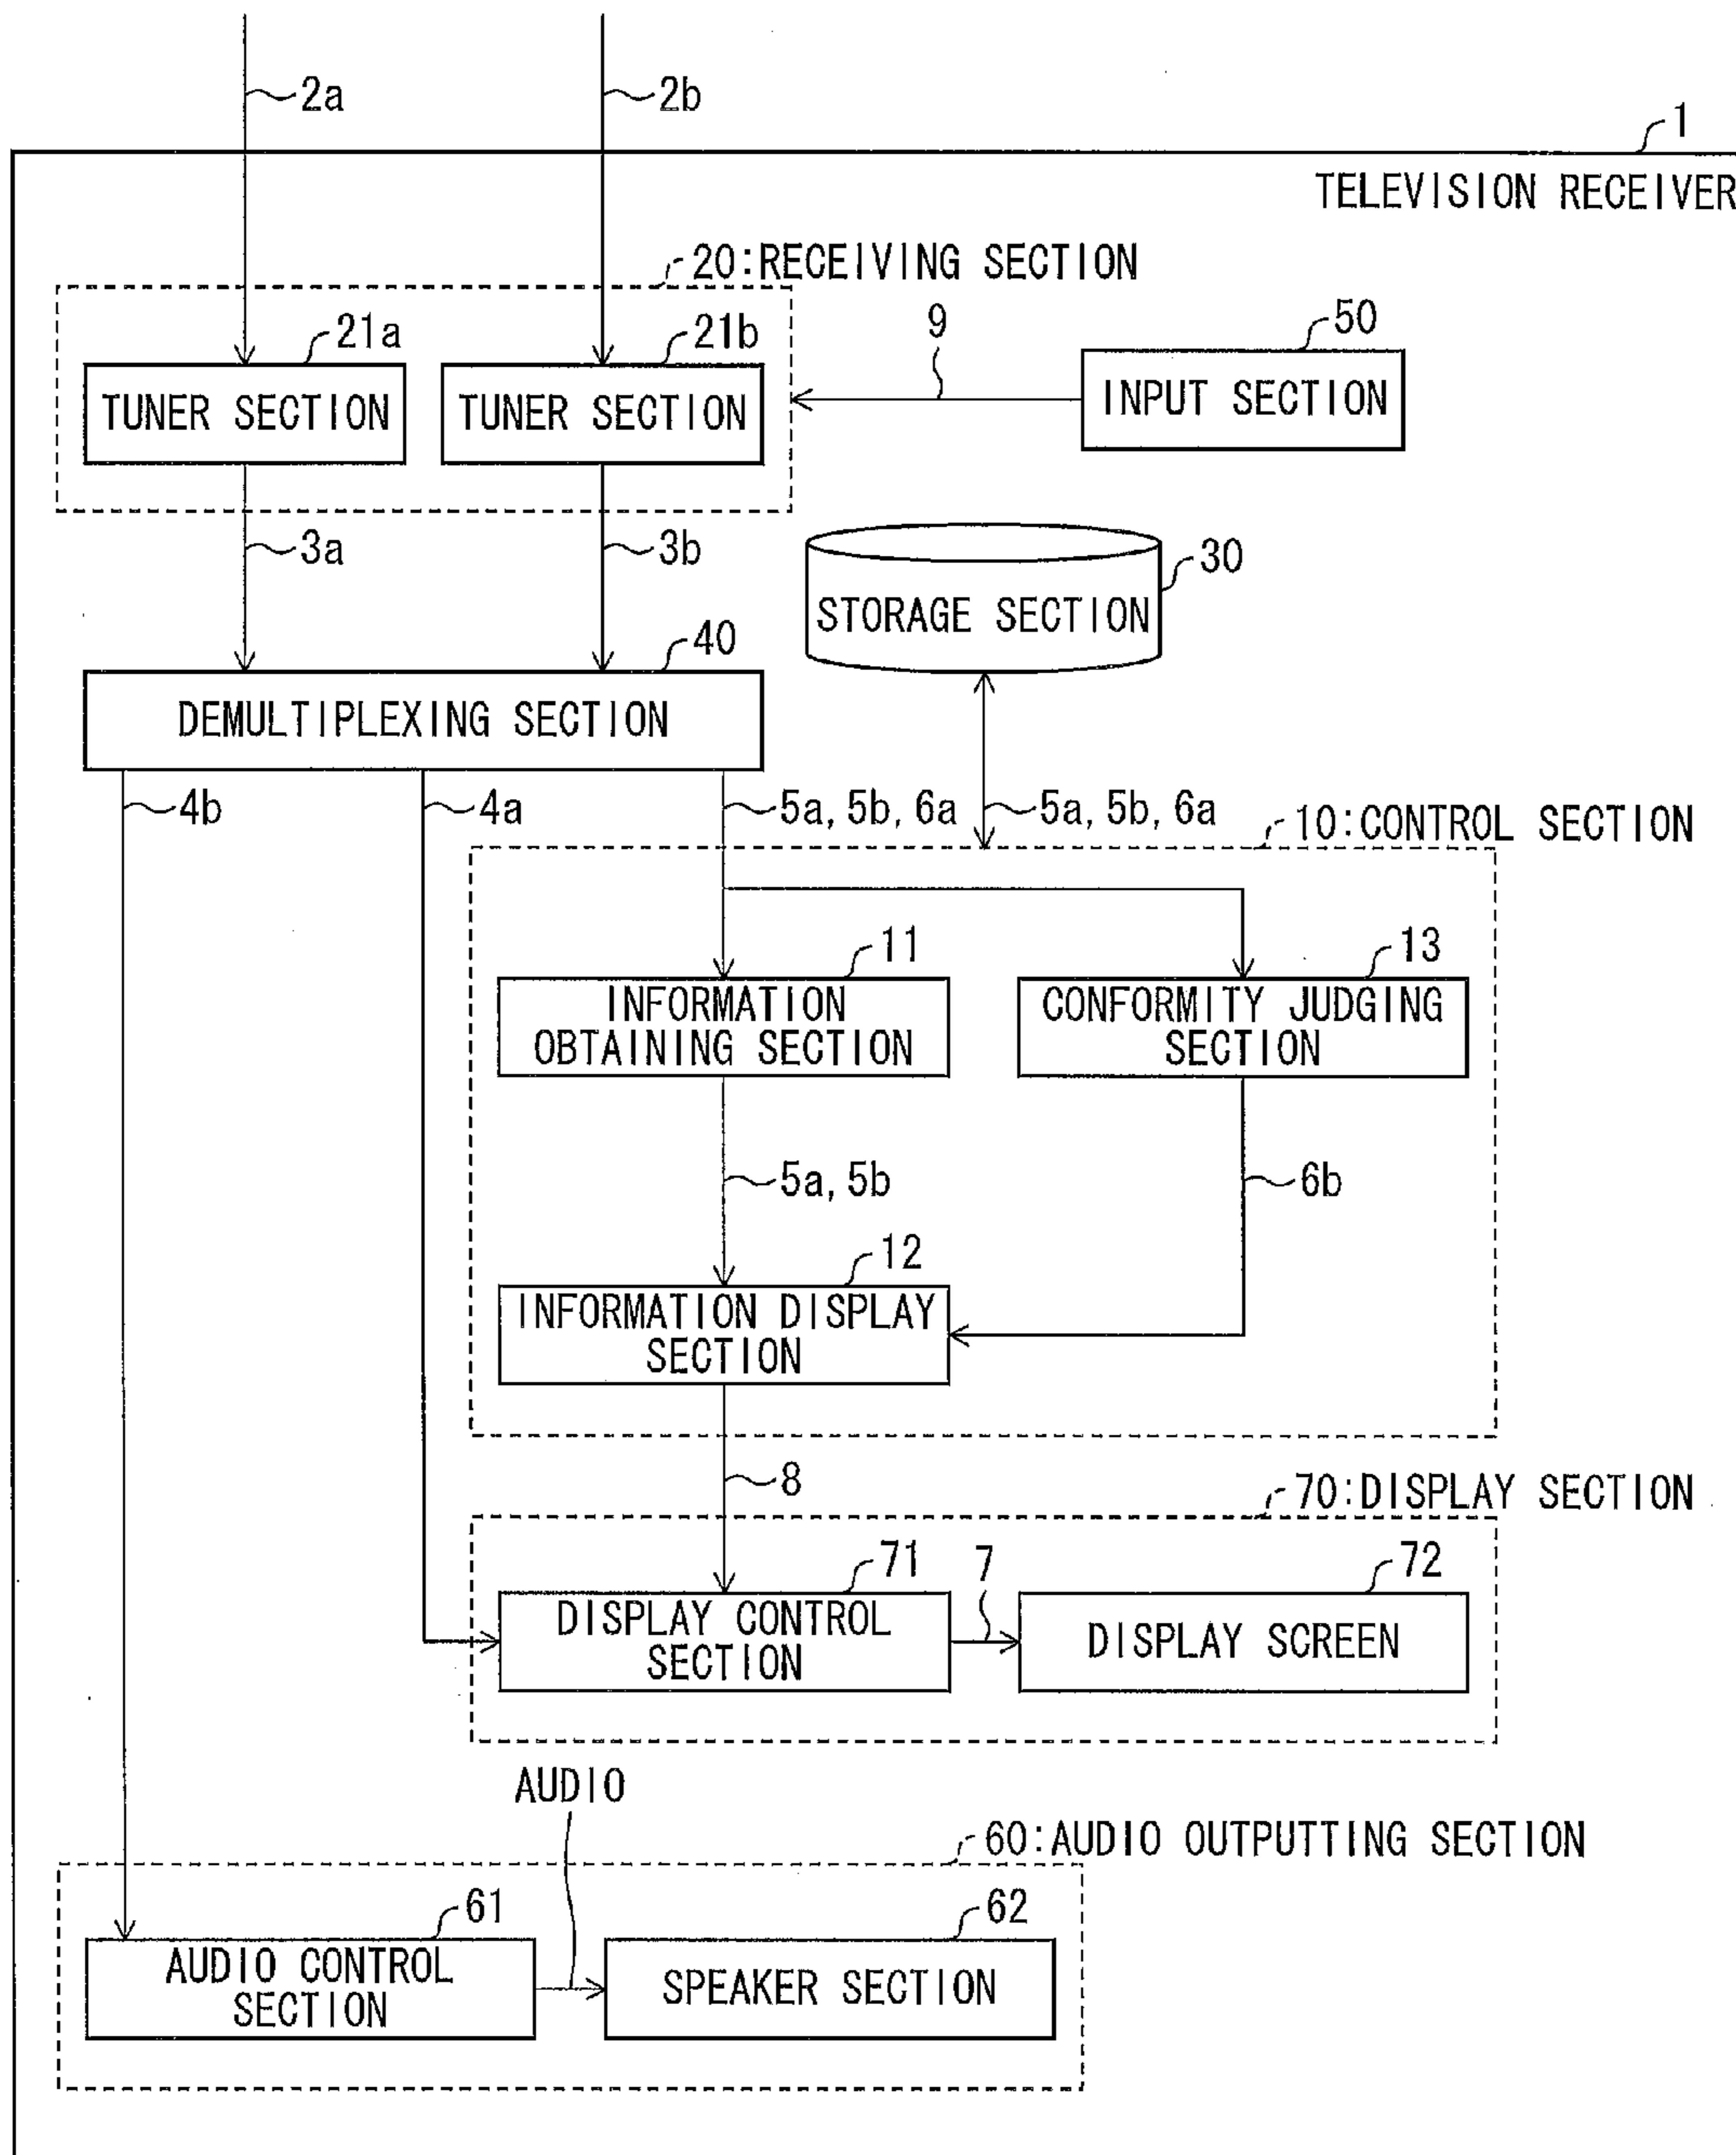 2a
2b
1
TELEVISION RECEIVER
20:RECEIVING SECTION
21a
21b
9
50
TUNER SECTION
TUNER SECTION
INPUT SECTION
3a
3b
30
STORAGE SECTION
40
DEMULTIPLEXING SECTION
4b
4a
5a, 5b, 6a
5a, 5b, 6a
10:CONTROL SECTION
11
13
INFORMATION
OBTAINING SECTION
CONFORMITY JUDGING
SECTION
5a, 5b
6b
12
INFORMATION DISPLAY
SECTION
8
70:DISPLAY SECTION
71
7
72
DISPLAY CONTROL
SECTION
DISPLAY SCREEN
AUDIO
60:AUDIO OUTPUTTING SECTION
61
62
AUDIO CONTROL
SECTION
SPEAKER SECTION